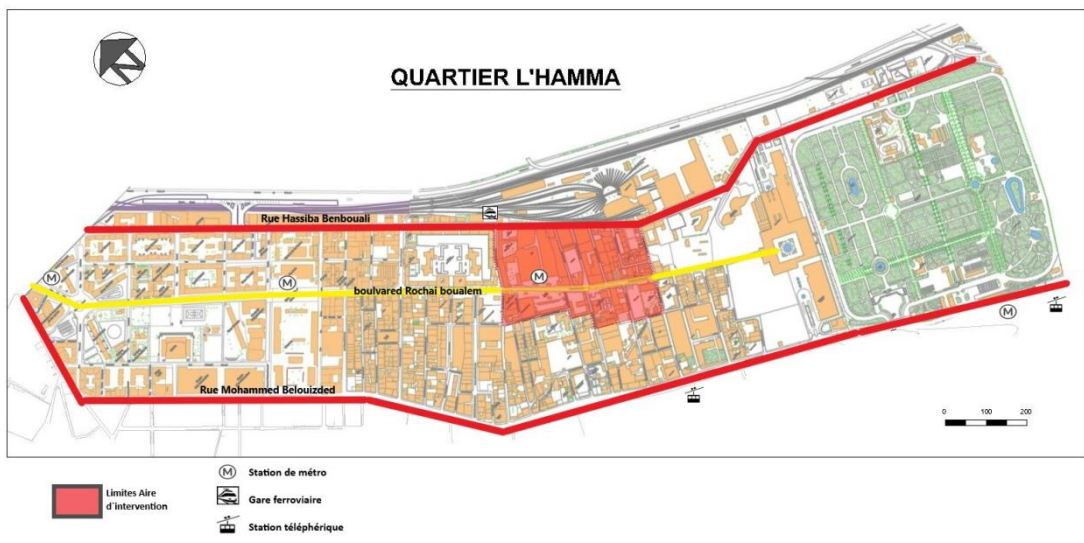 QUARTIER L'HAMMA
Rue Hassiba Benbouali
M
M
M
boulvared Rochai boualem
M
Rue Mohammed Belouizded
0 100 200
Limites Aire
d'intervention
M Station de métro
Gare ferroviaire
Station téléphérique